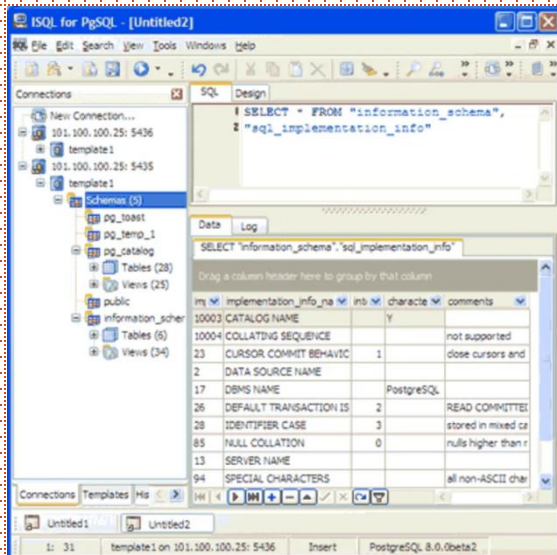 ISQL for PgSQL - [Untitled2]
SQL File Edit Search View Tools Windows Help
Connections
New Connection...
101.100.100.25: 5436
template1
101.100.100.25: 5435
template1
Schemas (5)
pg_toast
pg_temp_1
pg_catalog
Tables (28)
Views (25)
public
information_scher
Tables (6)
Views (34)
Connections Templates His
SQL Design
1 SELECT * FROM "information_schema",
2 "sql_implementation_info"
Data Log
SELECT "information_schema"."sql_implementation_info"
Drag a column header here to group by that column
im implementation_info_na int characte comments
10003 CATALOG NAME Y
10004 COLLATING SEQUENCE not supported
23 CURSOR COMMIT BEHAVIC 1 close cursors and
2 DATA SOURCE NAME
17 DBMS NAME PostgreSQL
26 DEFAULT TRANSACTION IS 2 READ COMMITTEI
28 IDENTIFIER CASE 3 stored in mixed ca
85 NULL COLLATION 0 nulls higher than r
13 SERVER NAME
94 SPECIAL CHARACTERS all non-ASCII char
Untitled1 Untitled2
1: 31 template1 on 101.100.100.25: 5436 Insert PostgreSQL 8.0.0beta2